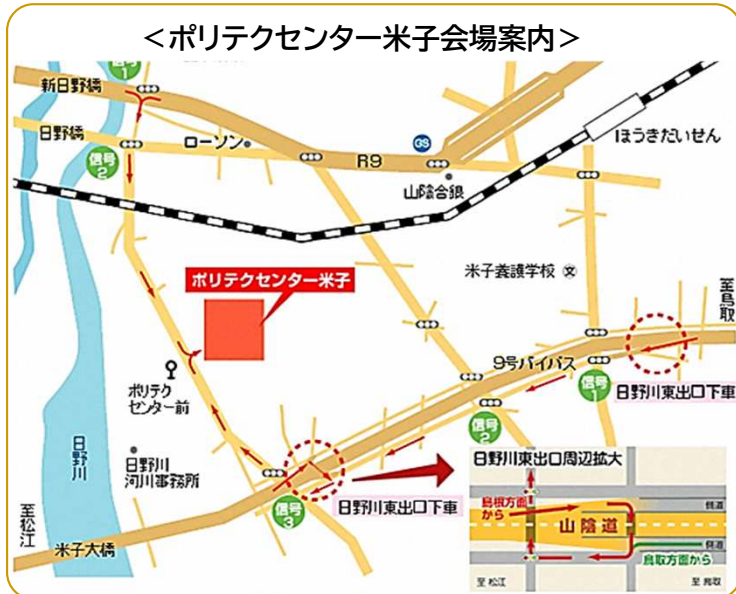 <ポリテクセンター米子会場案内>
信号
1
新日野橋
日野橋
信号
2
ローソン
R9
GS
山陰合銀
ほうきだいせん
ポリテクセンター米子
米子養護学校
文
至鳥取
9号バイパス
信号
1
日野川東出口下車
ポリテク
センター前
信号
2
日野川
日野川
河川事務所
日野川東出口周辺拡大
島根方面
から
側道
山陰道
側道
鳥取方面から
至 松江
至 鳥取
信号
3
日野川東出口下車
至松江
米子大橋